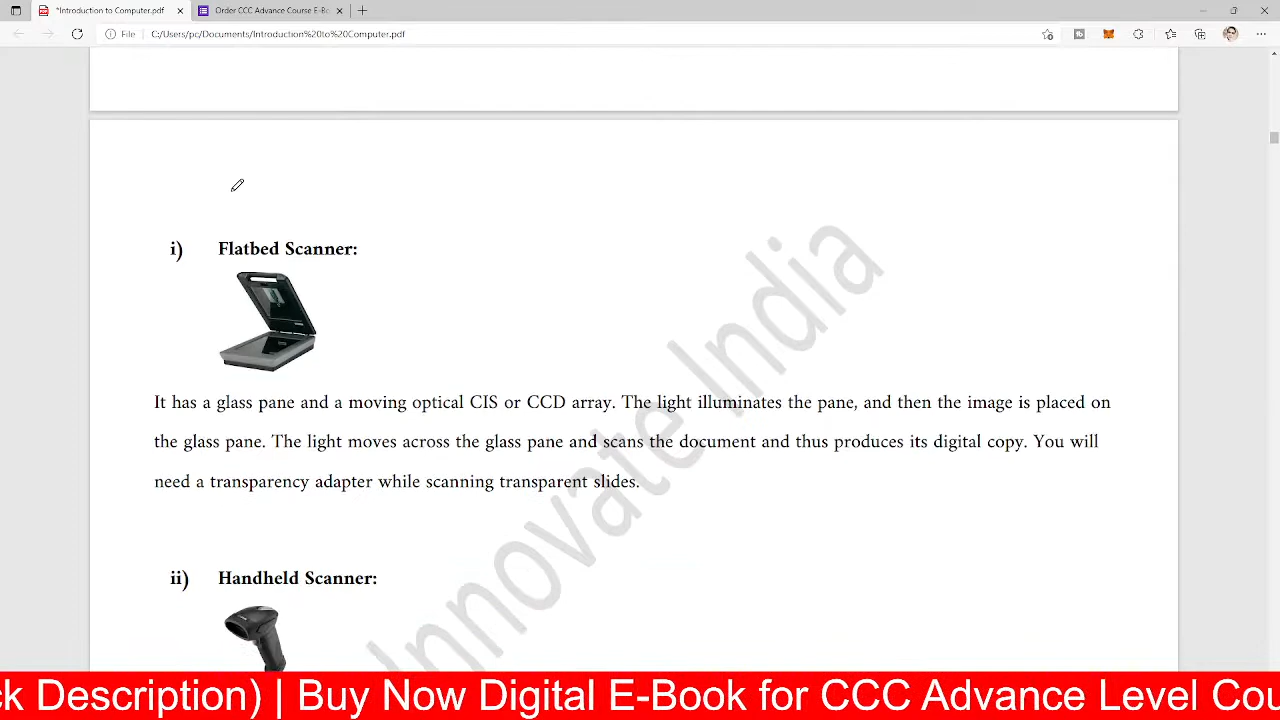 *Introduction to Computer.pdf
Order CCC Advance Course E-Bo
File
C:/Users/pc/Documents/Introduction%20to%20Computer.pdf
i) Flatbed Scanner:
It has a glass pane and a moving optical CIS or CCD array. The light illuminates the pane, and then the image is placed on
the glass pane. The light moves across the glass pane and scans the document and thus produces its digital copy. You will
need a transparency adapter while scanning transparent slides.
ii) Handheld Scanner:
Innovate India
ck Description) | Buy Now Digital E-Book for CCC Advance Level Cou